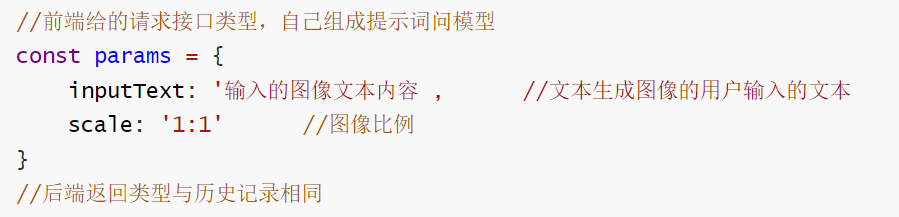 //前端给的请求接口类型，自己组成提示词问模型
const params = {
    inputText: '输入的图像文本内容 ,      //文本生成图像的用户输入的文本
    scale: '1:1'      //图像比例
}
//后端返回类型与历史记录相同